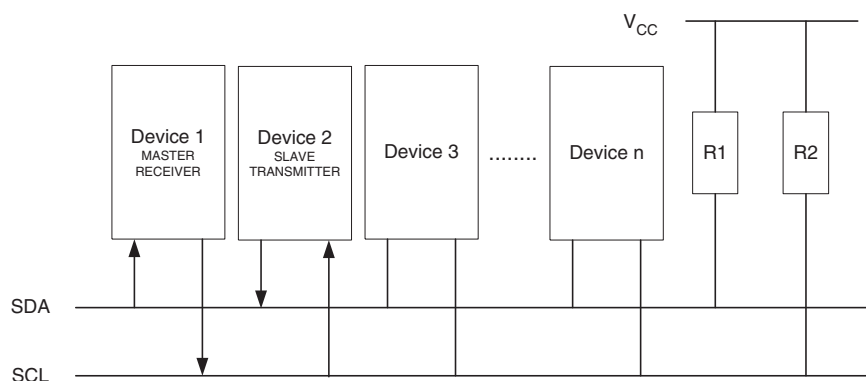 V_CC
Device 1
MASTER
RECEIVER
Device 2
SLAVE
TRANSMITTER
Device 3
........
Device n
R1
R2
SDA
SCL